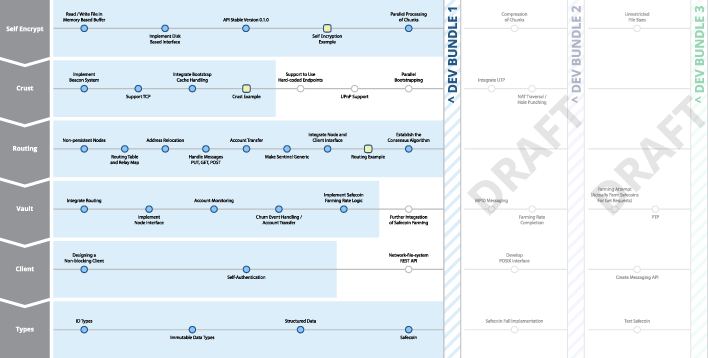 Self Encrypt
Read / Write File in
Memory Based Buffer
Implement Disk
Based Interface
API Stable Version 0.1.0
Self Encryption
Example
Parallel Processing
of Chunks
Compression
of Chunks
Unrestricted
File Sizes
Crust
Implement
Beacon System
Support TCP
Integrate Bootstrap
Cache Handling
Crust Example
Support to Use
Hard-coded Endpoints
UPnP Support
Parallel
Bootstrapping
Integrate UTP
NAT Traversal /
Hole Punching
Routing
Non-persistent Nodes
Routing Table
and Relay Map
Address Relocation
Handle Messages
PUT, GET, POST
Account Transfer
Make Sentinel Generic
Integrate Node and
Client Interface
Routing Example
Establish the
Consensus Algorithm
Vault
Integrate Routing
Implement
Node Interface
Account Monitoring
Churn Event Handling /
Account Transfer
Implement Safecoin
Farming Rate Logic
Further Integration
of Safecoin Farming
Messaging
Farming Rate
Completion
Farming Attempt
(Actually Farm Safecoins
For Get Requests)
Client
Designing a
Non-blocking Client
Self-Authentication
Network-file-system
REST API
Develop
POSIX Interface
Create Messaging API
Types
ID Types
Immutable Data Types
Structured Data
Safecoin
Safecoin Full Implementation
Test Safecoin
< DEV BUNDLE 1
< DEV BUNDLE 2
< DEV BUNDLE 3
DRAFT
DRAFT